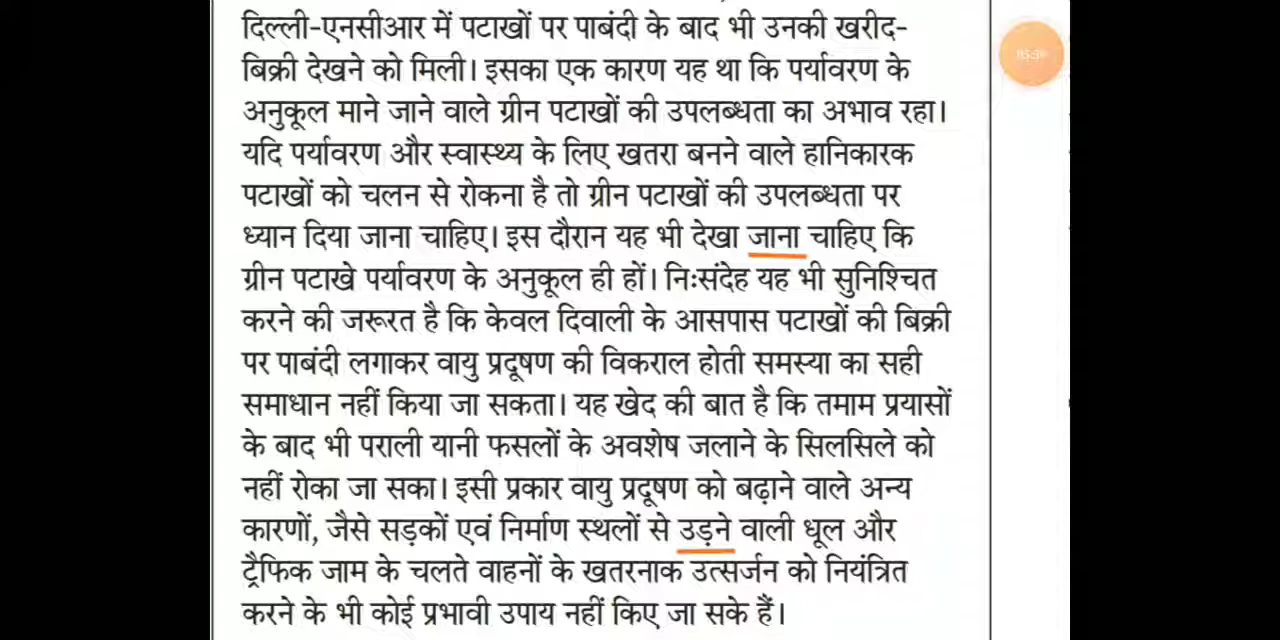 दिल्ली-एनसीआर में पटाखों पर पाबंदी के बाद भी उनकी खरीद-
बिक्री देखने को मिली। इसका एक कारण यह था कि पर्यावरण के
अनुकूल माने जाने वाले ग्रीन पटाखों की उपलब्धता का अभाव रहा।
यदि पर्यावरण और स्वास्थ्य के लिए खतरा बनने वाले हानिकारक
पटाखों को चलन से रोकना है तो ग्रीन पटाखों की उपलब्धता पर
ध्यान दिया जाना चाहिए। इस दौरान यह भी देखा जाना चाहिए कि
ग्रीन पटाखे पर्यावरण के अनुकूल ही हों। निःसंदेह यह भी सुनिश्चित
करने की जरूरत है कि केवल दिवाली के आसपास पटाखों की बिक्री
पर पाबंदी लगाकर वायु प्रदूषण की विकराल होती समस्या का सही
समाधान नहीं किया जा सकता। यह खेद की बात है कि तमाम प्रयासों
के बाद भी पराली यानी फसलों के अवशेष जलाने के सिलसिले को
नहीं रोका जा सका। इसी प्रकार वायु प्रदूषण को बढ़ाने वाले अन्य
कारणों, जैसे सड़कों एवं निर्माण स्थलों से उड़ने वाली धूल और
ट्रैफिक जाम के चलते वाहनों के खतरनाक उत्सर्जन को नियंत्रित
करने के भी कोई प्रभावी उपाय नहीं किए जा सके हैं।